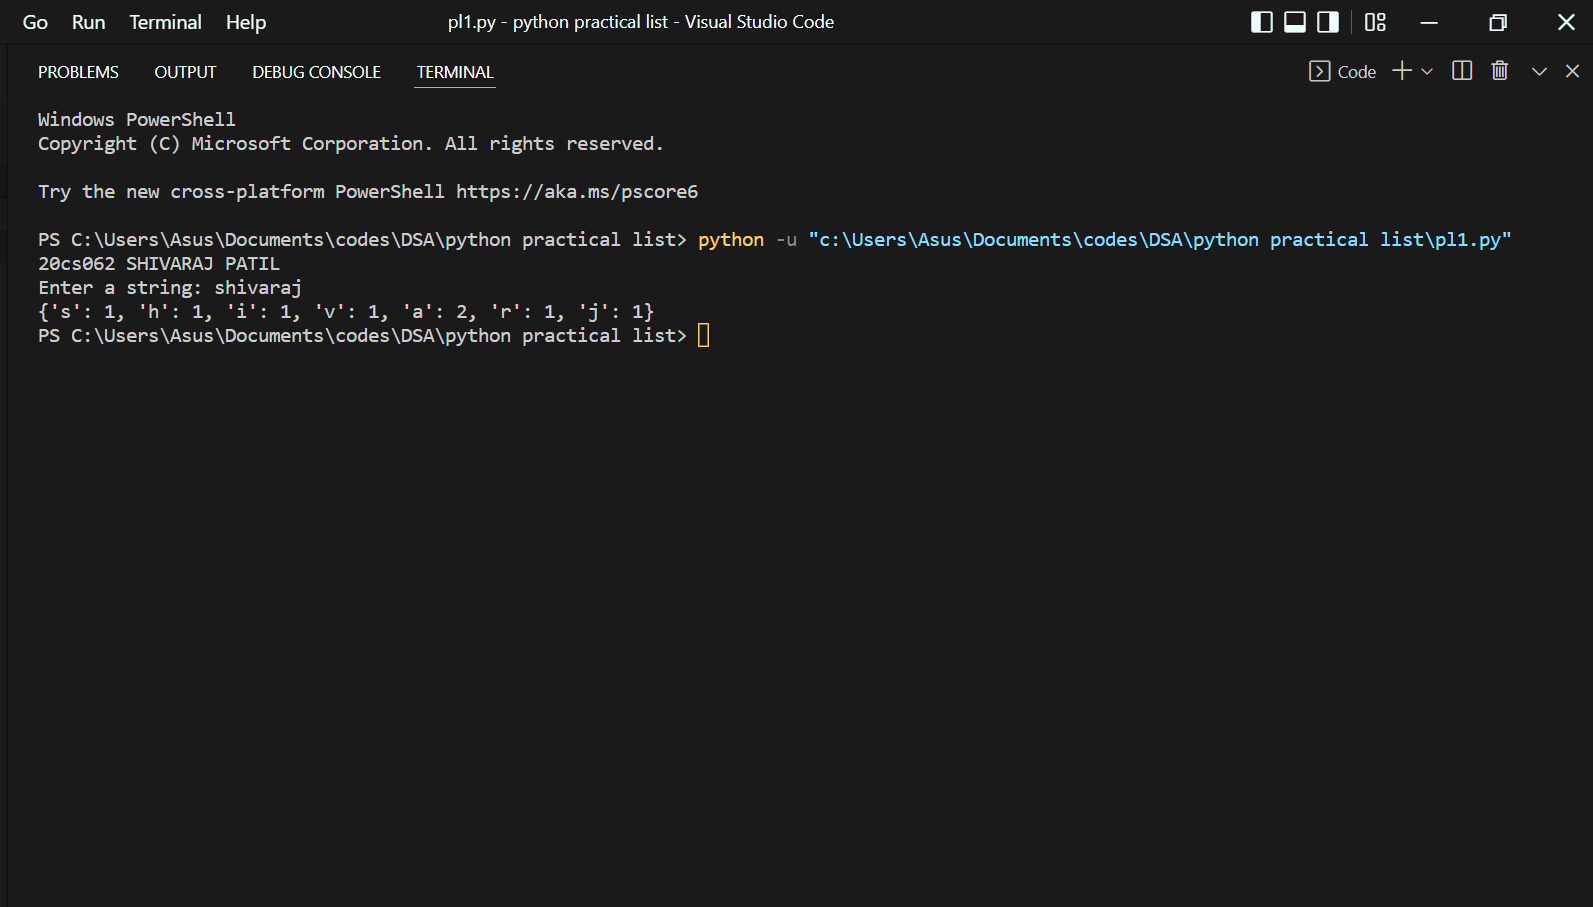 Go Run Terminal Help pl1.py - python practical list - Visual Studio Code
PROBLEMS OUTPUT DEBUG CONSOLE TERMINAL Code
Windows PowerShell
Copyright (C) Microsoft Corporation. All rights reserved.
Try the new cross-platform PowerShell https://aka.ms/pscore6
PS C:\Users\Asus\Documents\codes\DSA\python practical list> python -u "c:\Users\Asus\Documents\codes\DSA\python practical list\pl1.py"
20cs062 SHIVARAJ PATIL
Enter a string: shivaraj
{'s': 1, 'h': 1, 'i': 1, 'v': 1, 'a': 2, 'r': 1, 'j': 1}
PS C:\Users\Asus\Documents\codes\DSA\python practical list>